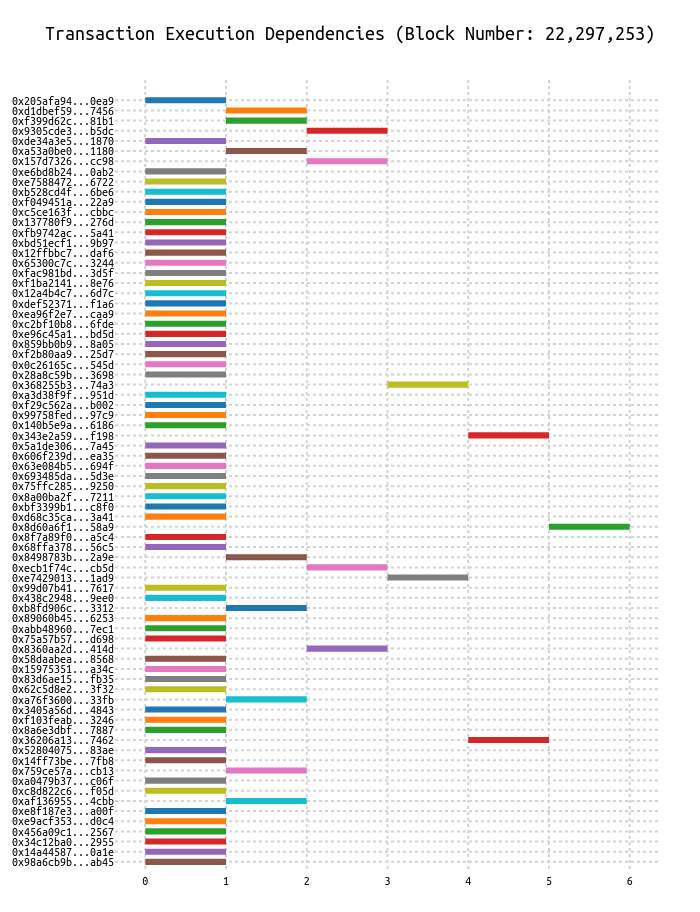 Transaction Execution Dependencies (Block Number: 22,297,253)
0x205afa94...0ea9
0xd1dbef59...7456
0xf399d62c...81b1
0x9305cde3...b5dc
0xde34a3e5...1870
0xa53a0be0...1180
0x157d7326...cc98
0xe6bd8b24...0ab2
0xe7588472...6722
0xb528cd4f...6be6
0xf049451a...22a9
0xc5ce163f...cbbc
0x137780f9...276d
0xfb9742ac...5a41
0xbd51ecf1...9b97
0x12ffbbc7...daf6
0x65300c7c...3244
0xfac981bd...3d5f
0xf1ba2141...8e76
0x12a4b4c7...6d7c
0xdef52371...f1a6
0xea96f2e7...caa9
0xc2bf10b8...6fde
0xe96c45a1...bd5d
0x859bb0b9...8a05
0xf2b80aa9...25d7
0x0c26165c...545d
0x28a8c59b...3698
0x368255b3...74a3
0xa3d38f9f...951d
0xf29c562a...b002
0x99758fed...97c9
0x140b5e9a...6186
0x343e2a59...f198
0x5a1de306...7a45
0x606f239d...ea35
0x63e084b5...694f
0x693485da...5d3e
0x75ffc285...9250
0x8a00ba2f...7211
0xbf3399b1...c8f0
0xd68c35ca...3a41
0x8d60a6f1...58a9
0x8f7a89f0...a5c4
0x68ffa378...56c5
0x8498783b...2a9e
0xecb1f74c...cb5d
0xe7429013...1ad9
0x99d07b41...7617
0x438c2948...9ee0
0xb8fd906c...3312
0x89060b45...6253
0xabb48960...7ec1
0x75a57b57...d698
0x8360aa2d...414d
0x58daabea...8568
0x15975351...a34c
0x83d6ae15...fb35
0x62c5d8e2...3f32
0xa76f3600...33fb
0x3405a56d...4843
0xf103feab...3246
0x8a6e3dbf...7887
0x36206a13...7462
0x52804075...83ae
0x14ff73be...7fb8
0x759ce57a...cb13
0xa0479b37...c06f
0xc8d822c6...f05d
0xaf136955...4cbb
0xe8f187e3...a00f
0xe9acf353...d0c4
0x456a09c1...2567
0x34c12ba0...2955
0x14a44587...0a1e
0x98a6cb9b...ab45
0 1 2 3 4 5 6